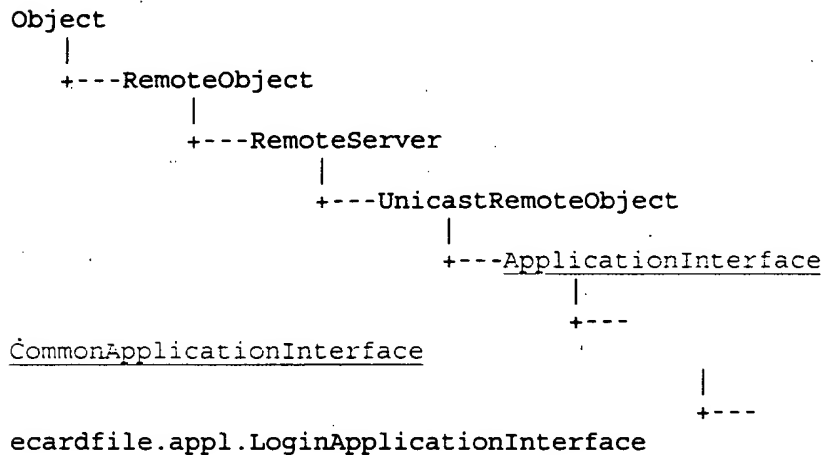 Object
|
+---RemoteObject
|
+---RemoteServer
|
+---UnicastRemoteObject
|
+---ApplicationInterface
|
+---
CommonApplicationInterface
|
+---
ecardfile.appl.LoginApplicationInterface